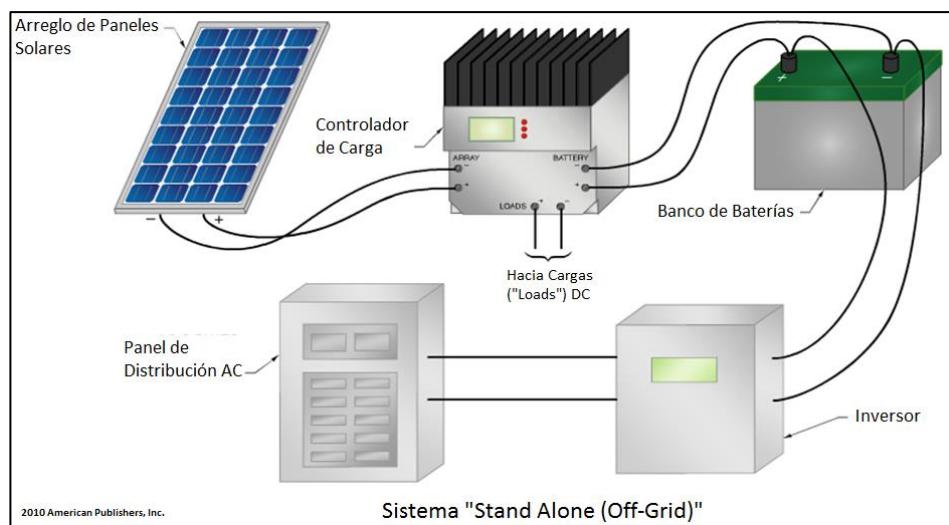 Arreglo de Paneles
Solares
Controlador
de Carga
ARRAY
BATTERY
−
+
−
+
LOADS
+
−
−
+
+
−
Banco de Baterías
Hacia Cargas
("Loads") DC
Panel de
Distribución AC
Inversor
2010 American Publishers, Inc.
Sistema "Stand Alone (Off-Grid)"